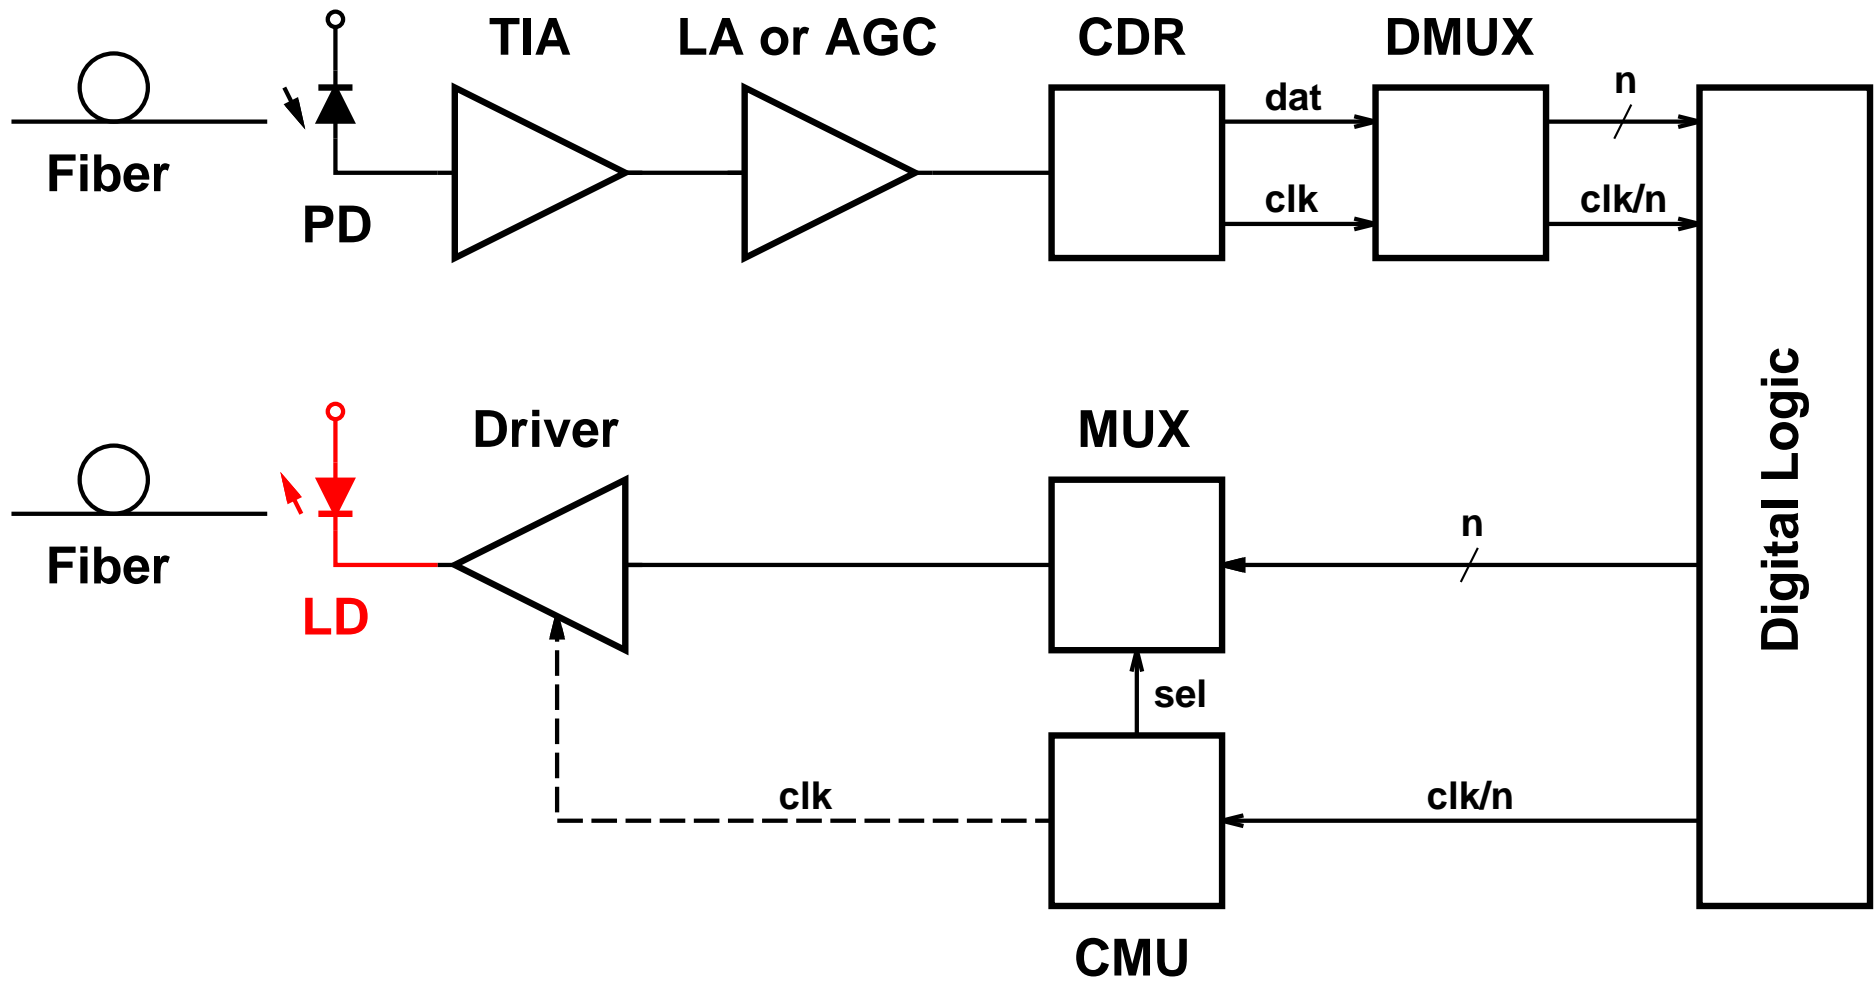 TIA
LA or AGC
CDR
DMUX
n
dat
Fiber
clk
clk/n
PD
Digital Logic
Driver
MUX
n
Fiber
LD
sel
clk
clk/n
CMU